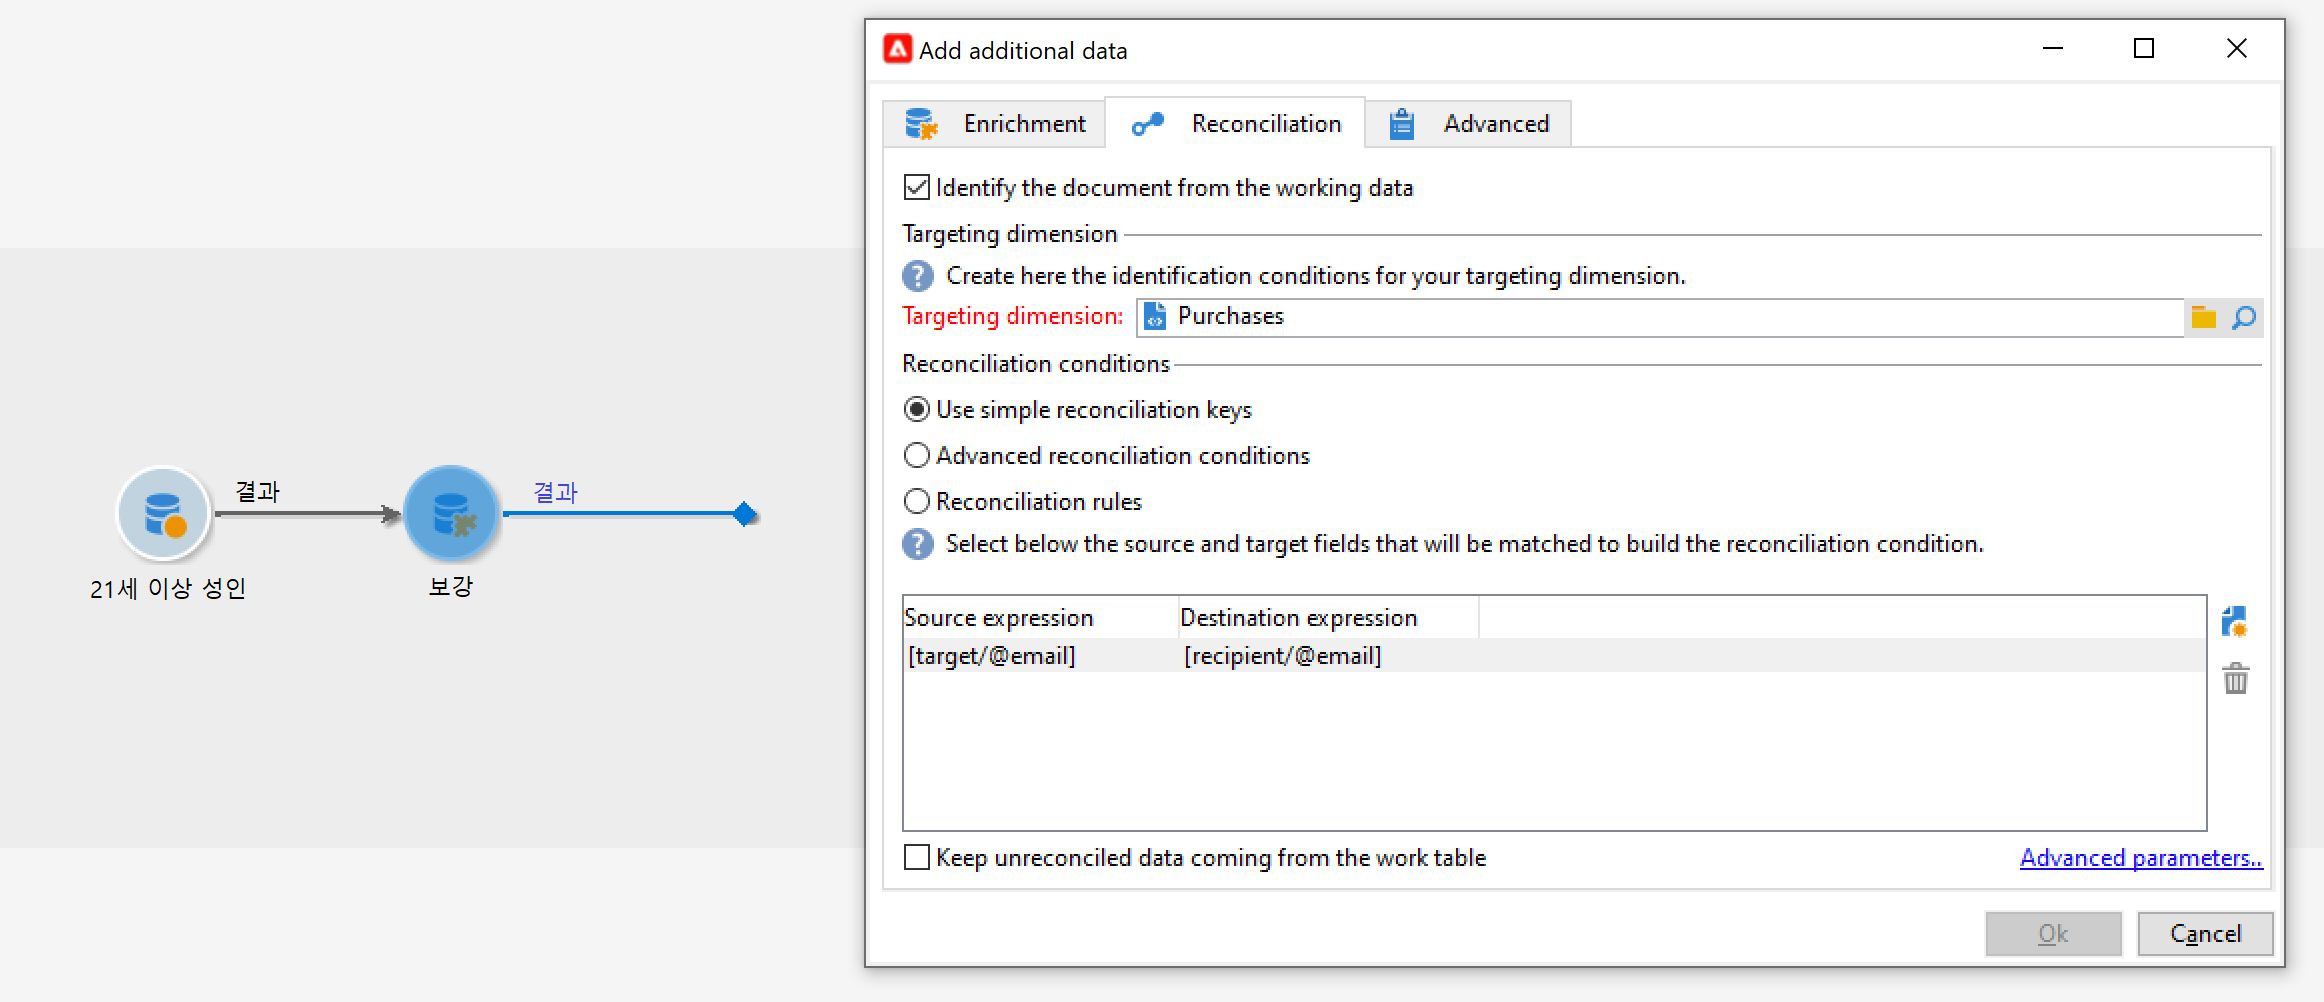 Add additional data
Enrichment
Reconciliation
Advanced
Identify the document from the working data
Targeting dimension
Create here the identification conditions for your targeting dimension.
Targeting dimension: Purchases
Reconciliation conditions
Use simple reconciliation keys
Advanced reconciliation conditions
Reconciliation rules
Select below the source and target fields that will be matched to build the reconciliation condition.
Source expression Destination expression
[target/@email] [recipient/@email]
Keep unreconciled data coming from the work table
Advanced parameters..
Ok
Cancel
결과
결과
21세 이상 성인
보강